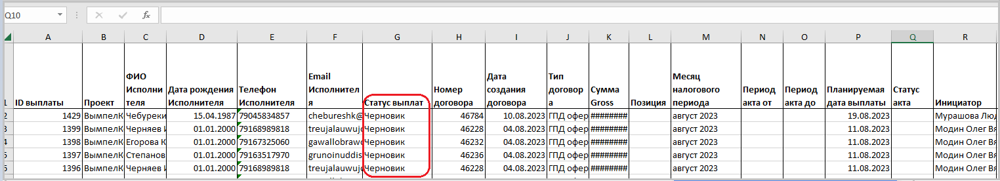 Q10 fx
A B C D E F G H I J K L M N O P Q R
1 ID выплаты Проект ФИО Исполнителя Дата рождения Исполнителя Телефон Исполнителя Email Исполнителя Статус выплат Номер договора Дата создания договора Тип договора Сумма Gross Позиция Месяц налогового периода Период акта от Период акта до Планируемая дата выплаты Статус акта Инициатор
2 1429 ВымпелК Чебуреки 15.04.1987 79045834857 chebureshk@ Черновик 46784 10.08.2023 ГПД офер ######## август 2023 19.08.2023 Мурашова Люд
3 1399 ВымпелК Черняев И 01.01.2000 79168989818 treujalauwuj Черновик 46228 04.08.2023 ГПД офер ######## август 2023 11.08.2023 Модин Олег Вя
4 1398 ВымпелК Егорова К 01.01.2000 79167325060 gawallobraw Черновик 46232 04.08.2023 ГПД офер ######## август 2023 11.08.2023 Модин Олег Вя
5 1397 ВымпелК Степанов 01.01.2000 79163517970 grunoinuddis Черновик 46236 04.08.2023 ГПД офер ######## август 2023 11.08.2023 Модин Олег Вя
6 1396 ВымпелК Черняев И 01.01.2000 79168989818 treujalauwuj Черновик 46228 04.08.2023 ГПД офер ######## август 2023 11.08.2023 Модин Олег Вя